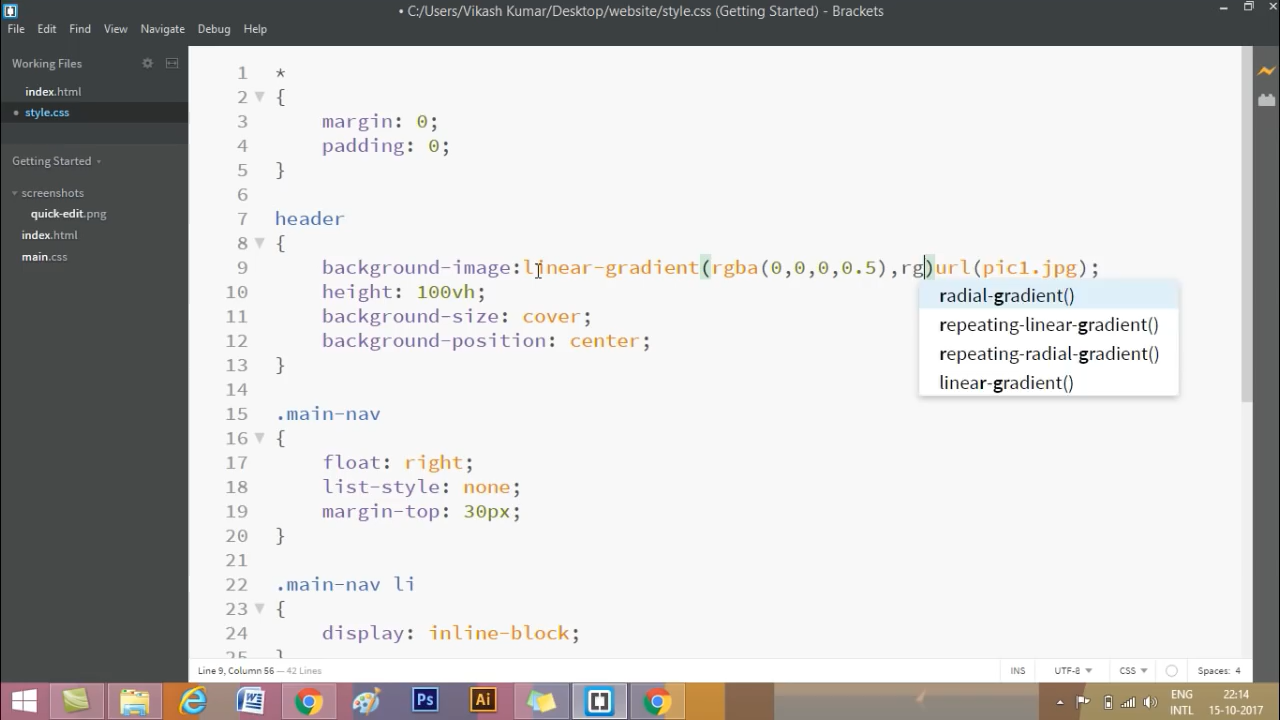 • C:/Users/Vikash Kumar/Desktop/website/style.css (Getting Started) - Brackets
File Edit Find View Navigate Debug Help
Working Files
index.html
• style.css
Getting Started
screenshots
quick-edit.png
index.html
main.css
1 *
2 {
3 margin: 0;
4 padding: 0;
5 }
6
7 header
8 {
9 background-image:linear-gradient(rgba(0,0,0,0.5),rg)url(pic1.jpg);
radial-gradient()
repeating-linear-gradient()
repeating-radial-gradient()
linear-gradient()
10 height: 100vh;
11 background-size: cover;
12 background-position: center;
13 }
14
15 .main-nav
16 {
17 float: right;
18 list-style: none;
19 margin-top: 30px;
20 }
21
22 .main-nav li
23 {
24 display: inline-block;
25 }
Line 9, Column 56 — 42 Lines
INS UTF-8 CSS Spaces: 4
W Ps Ai
ENG 22:14
INTL 15-10-2017